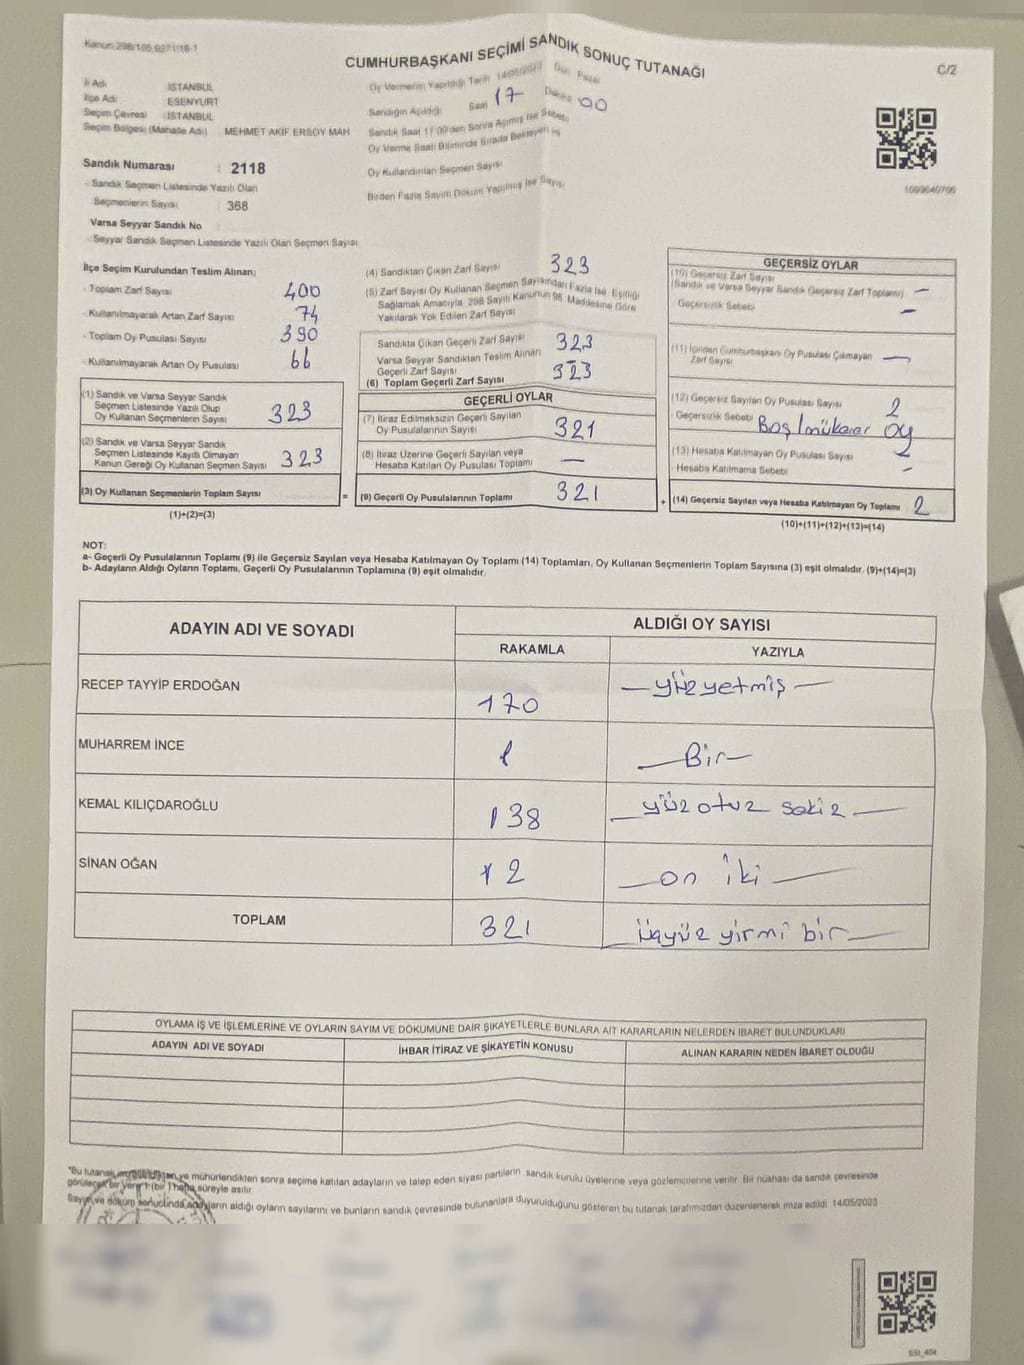 Kanun:298/105,6271/18-1
CUMHURBAŞKANI SEÇİMİ SANDIK SONUÇ TUTANAĞI
C/2
İl Adı : İSTANBUL
İlçe Adı : ESENYURT
Seçim Çevresi : İSTANBUL
Seçim Bölgesi (Mahalle Adı) : MEHMET AKİF ERSOY MAH
Sandık Numarası : 2118
- Sandık Seçmen Listesinde Yazılı Olan
Seçmenlerin Sayısı : 368
Varsa Seyyar Sandık No
- Seyyar Sandık Seçmen Listesinde Yazılı Olan Seçmen Sayısı
Oy Vermenin Yapıldığı Tarih 14/05/2023 Gün Pazar
Sandığın Açıldığı Saat 17 Dakika 00
Sandık Saat 17:00'den Sonra Açılmış İse Sebebi
Oy Verme Saati Bitiminde Sırada Bekleyen ve
Oy Kullandırılan Seçmen Sayısı
Birden Fazla Sayım Döküm Yapılmış İse Sayısı
İlçe Seçim Kurulundan Teslim Alınan;
- Toplam Zarf Sayısı 400
- Kullanılmayarak Artan Zarf Sayısı 74
- Toplam Oy Pusulası Sayısı 390
- Kullanılmayarak Artan Oy Pusulası 66
(1) Sandık ve Varsa Seyyar Sandık
Seçmen Listesinde Yazılı Olup
Oy Kullanan Seçmenlerin Sayısı 323
(2) Sandık ve Varsa Seyyar Sandık
Seçmen Listesinde Kayıtlı Olmayan
Kanun Gereği Oy Kullanan Seçmen Sayısı 323
(3) Oy Kullanan Seçmenlerin Toplam Sayısı =
(1)+(2)=(3)
(4) Sandıktan Çıkan Zarf Sayısı 323
(5) Zarf Sayısı Oy Kullanan Seçmen Sayısından Fazla İse, Eşitliği
Sağlamak Amacıyla 298 Sayılı Kanunun 98. Maddesine Göre
Yakılarak Yok Edilen Zarf Sayısı
Sandıkta Çıkan Geçerli Zarf Sayısı 323
Varsa Seyyar Sandıktan Teslim Alınan
Geçerli Zarf Sayısı
(6) Toplam Geçerli Zarf Sayısı 323
GEÇERLİ OYLAR
(7) İtiraz Edilmeksizin Geçerli Sayılan
Oy Pusulalarının Sayısı 321
(8) İtiraz Üzerine Geçerli Sayılan veya
Hesaba Katılan Oy Pusulası Toplamı —
(9) Geçerli Oy Pusulalarının Toplamı 321 +
1099640706
GEÇERSİZ OYLAR
(10) Geçersiz Zarf Sayısı
(Sandık ve Varsa Seyyar Sandık Geçersiz Zarf Toplamı) —
- Geçersizlik Sebebi —
(11) İçinden Cumhurbaşkanı Oy Pusulası Çıkmayan
Zarf Sayısı —
(12) Geçersiz Sayılan Oy Pusulası Sayısı 2
- Geçersizlik Sebebi Boş/mükerer oy
(13) Hesaba Katılmayan Oy Pusulası Sayısı
- Hesaba Katılmama Sebebi —
(14) Geçersiz Sayılan veya Hesaba Katılmayan Oy Toplamı 2
(10)+(11)+(12)+(13)=(14)
NOT:
a- Geçerli Oy Pusulalarının Toplamı (9) ile Geçersiz Sayılan veya Hesaba Katılmayan Oy Toplamı (14) Toplamları, Oy Kullanan Seçmenlerin Toplam Sayısına (3) eşit olmalıdır. (9)+(14)=(3)
b- Adayların Aldığı Oyların Toplamı, Geçerli Oy Pusulalarının Toplamına (9) eşit olmalıdır.
ADAYIN ADI VE SOYADI
ALDIĞI OY SAYISI
RAKAMLA YAZIYLA
RECEP TAYYİP ERDOĞAN 170 — yüzyetmiş —
MUHARREM İNCE 1 — Bir —
KEMAL KILIÇDAROĞLU 138 — yüz otuz sekiz —
SİNAN OĞAN 12 — on iki —
TOPLAM 321 — üçyüz yirmi bir —
OYLAMA İŞ VE İŞLEMLERİNE VE OYLARIN SAYIM VE DÖKÜMÜNE DAİR ŞİKAYETLERLE BUNLARA AİT KARARLARIN NELERDEN İBARET BULUNDUKLARI
ADAYIN ADI VE SOYADI
İHBAR İTİRAZ VE ŞİKAYETİN KONUSU
ALINAN KARARIN NEDEN İBARET OLDUĞU
"Bu tutanak imzalandıktan ve mühürlendikten sonra seçime katılan adayların ve talep eden siyasi partilerin sandık kurulu üyelerine veya gözlemcilerine verilir. Bir nüshası da sandık çevresinde
görülecek bir yere 1 (bir) hafta süreyle asılır.
Sayım ve döküm sonucunda, adayların aldığı oyların sayılarını ve bunların sandık çevresinde bulunanlara duyurulduğunu gösteren bu tutanak tarafımızdan düzenlenerek imza edildi. 14/05/2023